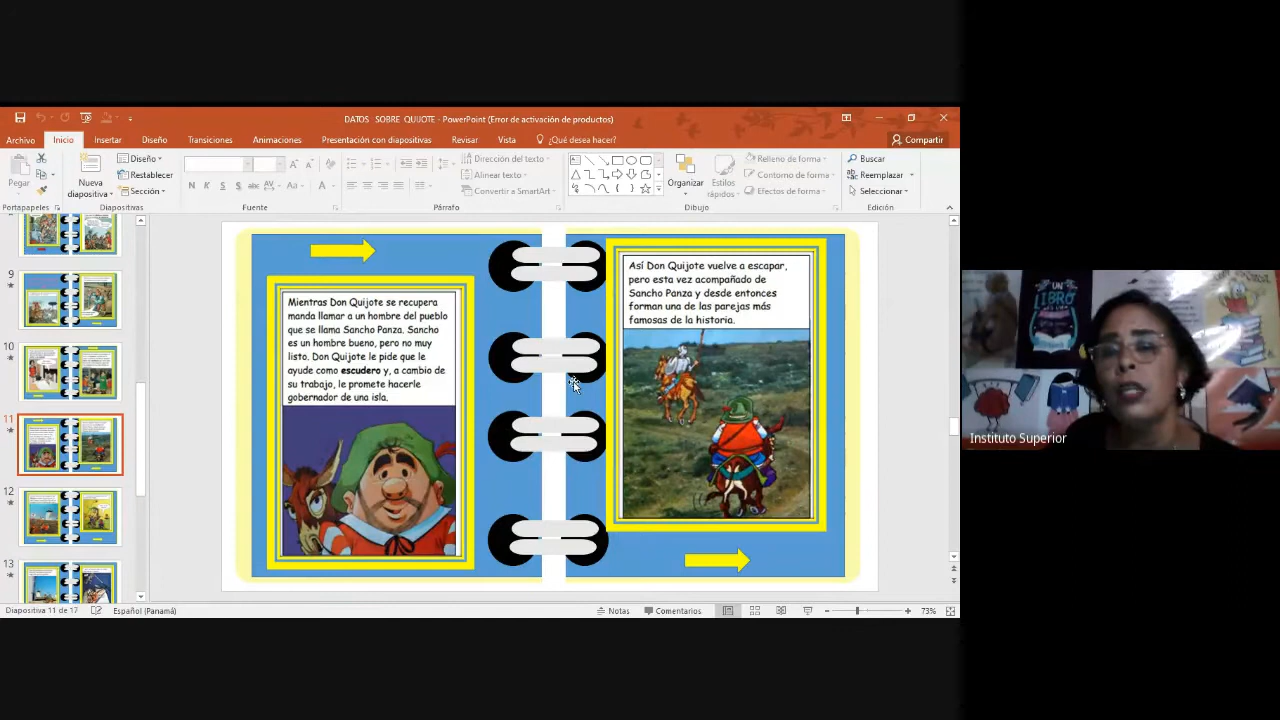 DATOS SOBRE QUIJOTE - PowerPoint (Error de activación de productos)
Archivo
Inicio
Insertar
Diseño
Transiciones
Animaciones
Presentación con diapositivas
Revisar
Vista
¿Qué desea hacer?
Compartir
Pegar
Nueva
diapositiva
Diseño
Restablecer
Sección
N K S S abc AV Aa A
Dirección del texto
Alinear texto
Convertir a SmartArt
Organizar
Estilos
rápidos
Relleno de forma
Contorno de forma
Efectos de forma
Buscar
Reemplazar
Seleccionar
Portapapeles
Diapositivas
Fuente
Párrafo
Dibujo
Edición
9
10
11
12
13
Mientras Don Quijote se recupera
manda llamar a un hombre del pueblo
que se llama Sancho Panza. Sancho
es un hombre bueno, pero no muy
listo. Don Quijote le pide que le
ayude como escudero y, a cambio de
su trabajo, le promete hacerle
gobernador de una isla.
Así Don Quijote vuelve a escapar,
pero esta vez acompañado de
Sancho Panza y desde entonces
forman una de las parejas más
famosas de la historia.
UN
LIBRO
Instituto Superior
Diapositiva 11 de 17
Español (Panamá)
Notas
Comentarios
73%